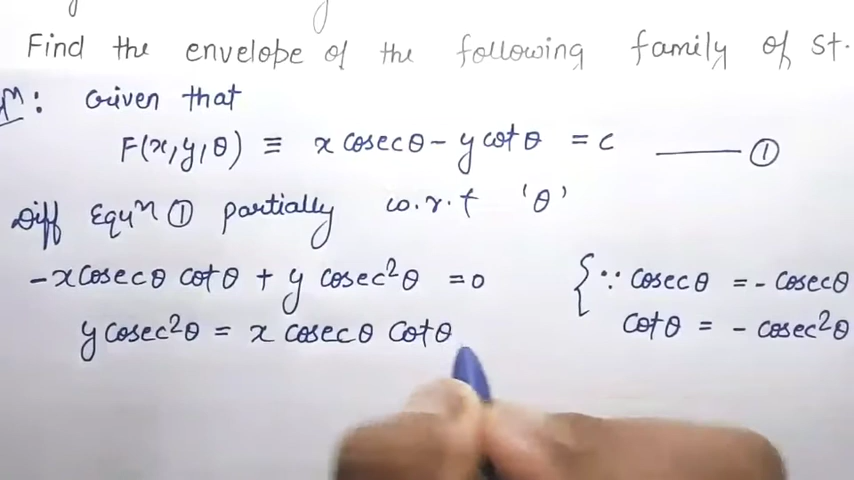 Find the envelope of the following family of St.
Given that
F(x,y,θ) ≡ x cosecθ - y cotθ = c —— ①
Diff Equⁿ ① partially w.r.t 'θ'
-x cosecθ cotθ + y cosec²θ = 0 { ∵ cosecθ = - cosecθ
y cosec²θ = x cosecθ cotθ cotθ = - cosec²θ